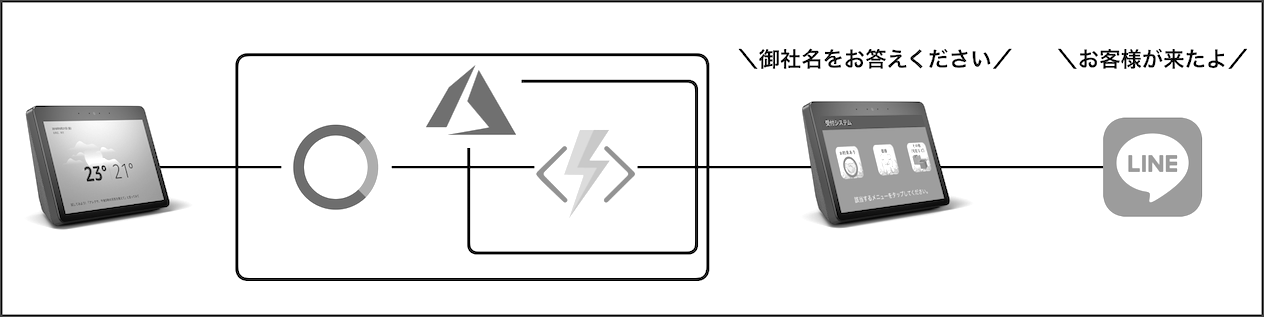 ＼御社名をお答えください／
＼お客様が来たよ／
23° 21°
受付システム
該当するメニューをタップしてください。
LINE